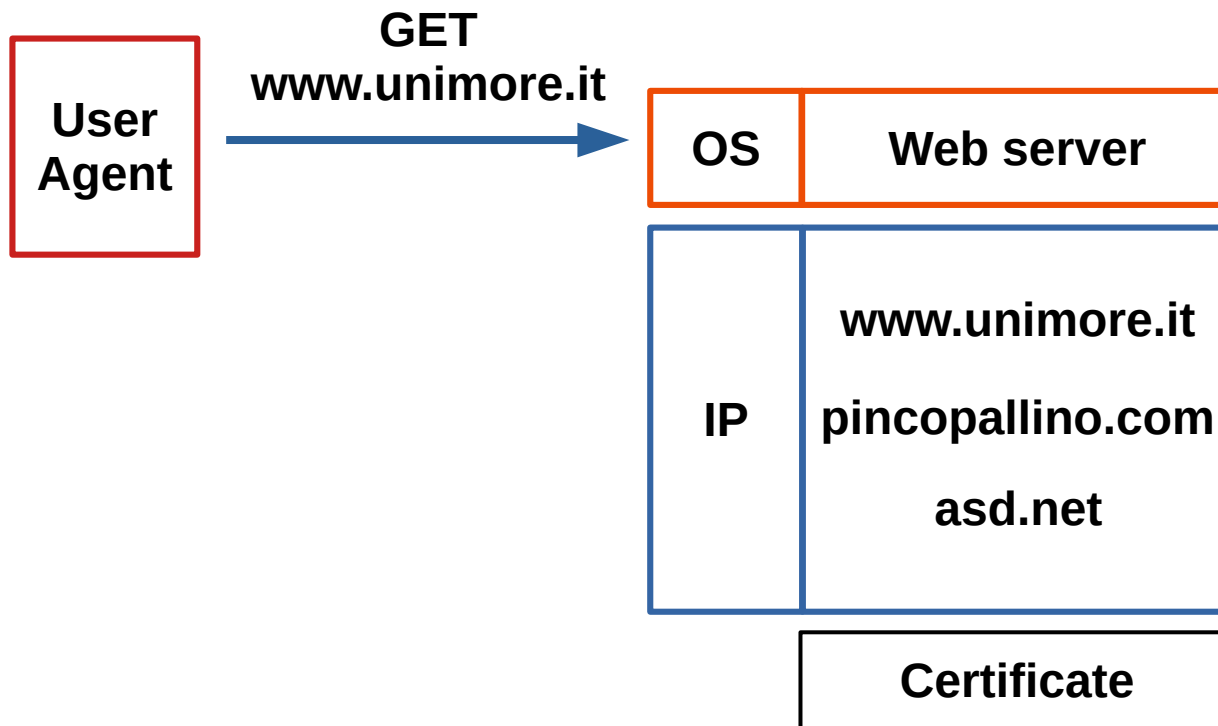 GET
www.unimore.it
User
Agent
OS
Web server
IP
www.unimore.it
pincopallino.com
asd.net
Certificate